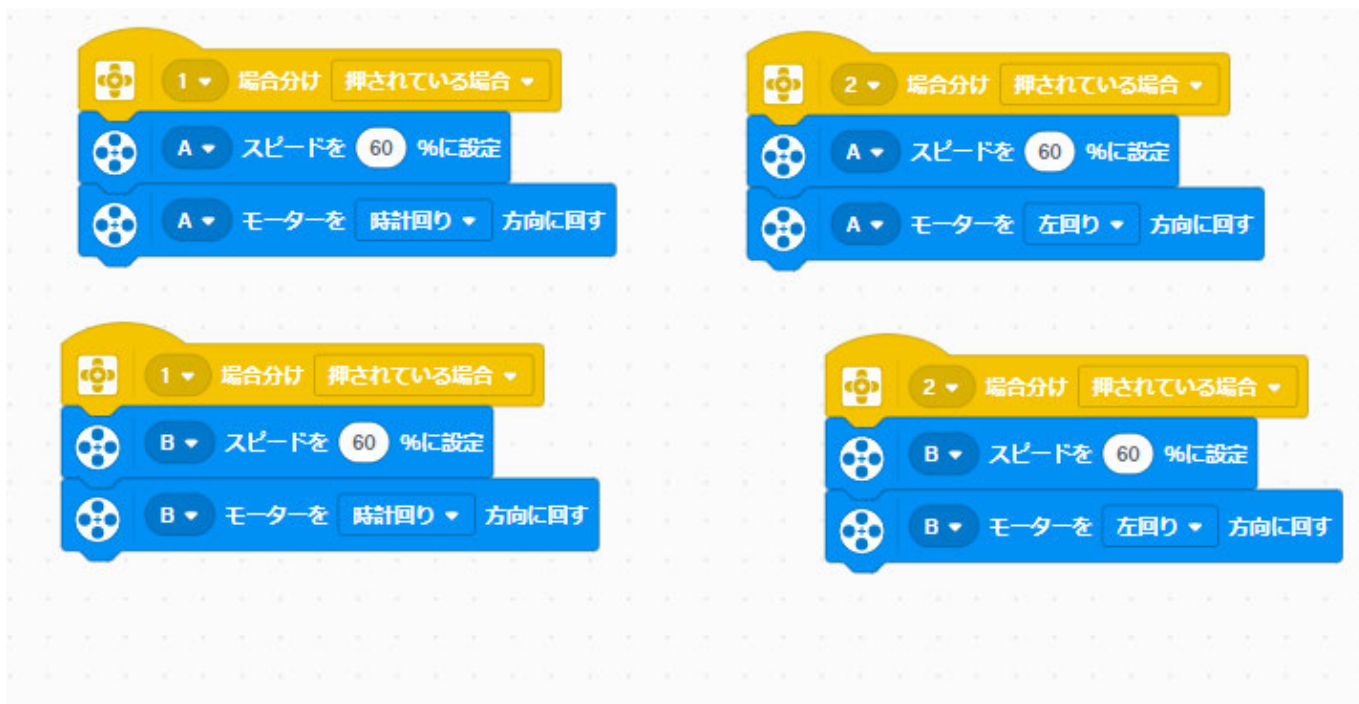 1 場合分け 押されている場合
A スピードを 60 %に設定
A モーターを 時計回り 方向に回す
2 場合分け 押されている場合
A スピードを 60 %に設定
A モーターを 左回り 方向に回す
1 場合分け 押されている場合
B スピードを 60 %に設定
B モーターを 時計回り 方向に回す
2 場合分け 押されている場合
B スピードを 60 %に設定
B モーターを 左回り 方向に回す